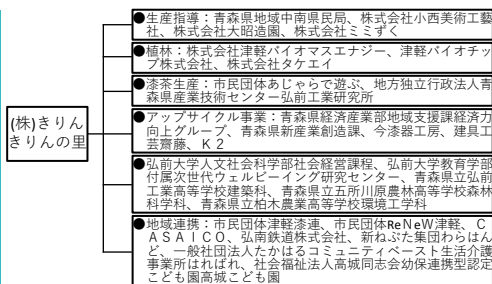 (株)きりん
きりんの里
●生産指導：青森県地域中南県民局、株式会社小西美術工藝
社、株式会社大昭造園、株式会社ミミずく
●植林：株式会社津軽バイオマスエナジー、津軽バイオチッ
プ株式会社、株式会社タケエイ
●漆茶生産：市民団体あじゃらで遊ぶ、地方独立行政法人青
森県産業技術センター弘前工業研究所
●アップサイクル事業：青森県経済産業部地域支援課経済力
向上グループ、青森県新産業創造課、今漆器工房、建具工
芸齋藤、Ｋ２
●弘前大学人文社会科学部社会経営課程、弘前大学教育学部
付属次世代ウェルビーイング研究センター、青森県立弘前
工業高等学校建築科、青森県立五所川原農林高等学校森林
科学科、青森県立柏木農業高等学校環境工学科
●地域連携：市民団体津軽漆連、市民団体ReNeW津軽、Ｃ
ＡＳＡＩＣＯ、弘南鉄道株式会社、新ねぷた集団わらはん
ど、一般社団法人たかはるコミュニティベースト生活介護
事業所はればれ、社会福祉法人高城同志会幼保連携型認定
こども園高城こども園